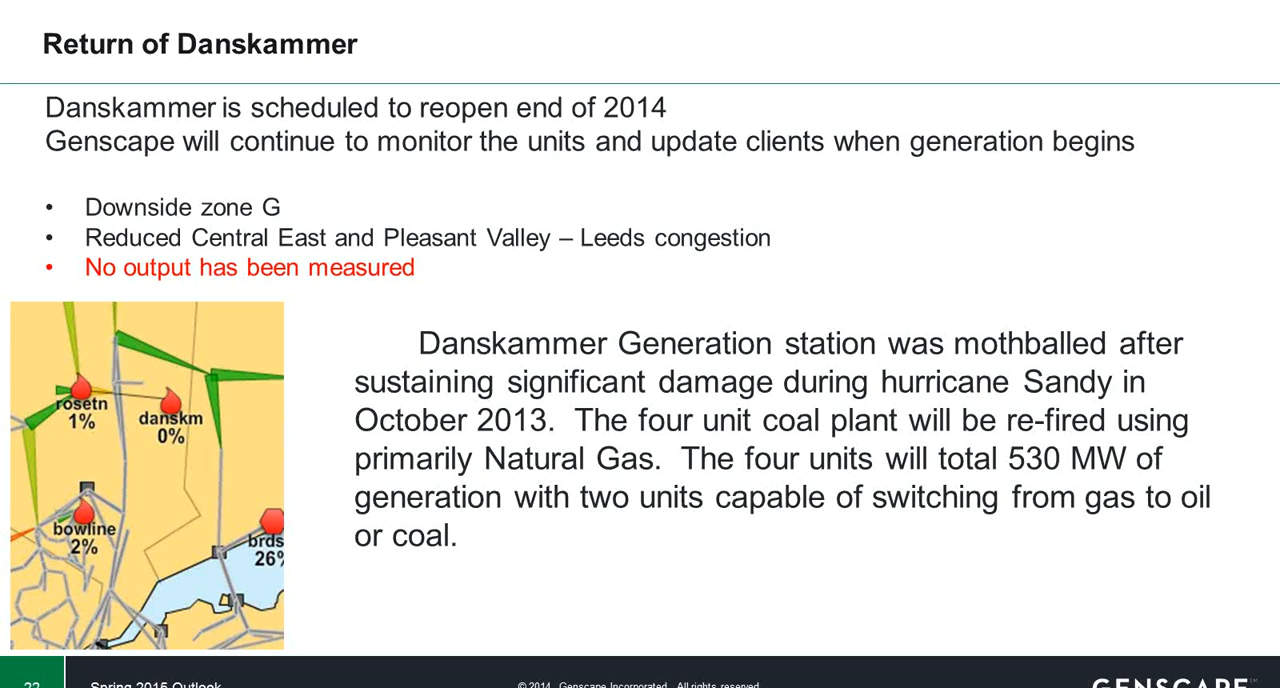 Return of Danskammer
Danskammer is scheduled to reopen end of 2014
Genscape will continue to monitor the units and update clients when generation begins
• Downside zone G
• Reduced Central East and Pleasant Valley – Leeds congestion
• No output has been measured
rosetn
1%
danskm
0%
bowline
2%
brds
26%
Danskammer Generation station was mothballed after
sustaining significant damage during hurricane Sandy in
October 2013. The four unit coal plant will be re-fired using
primarily Natural Gas. The four units will total 530 MW of
generation with two units capable of switching from gas to oil
or coal.
22
Spring 2015 Outlook
© 2014 Genscape Incorporated. All rights reserved
GENSCAPE™